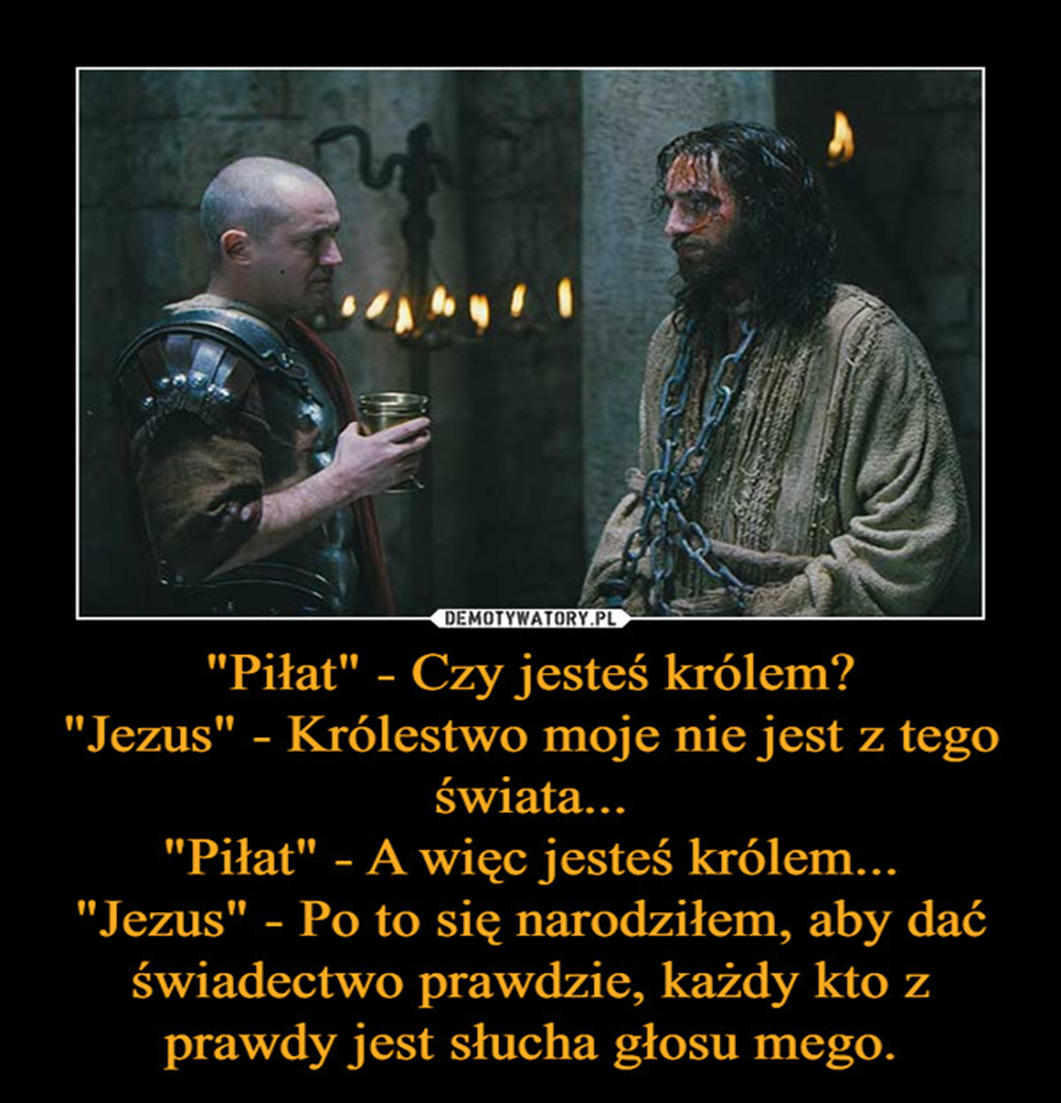 DEMOTYWATORY.PL
"Piłat" - Czy jesteś królem?
"Jezus" - Królestwo moje nie jest z tego
świata...
"Piłat" - A więc jesteś królem...
"Jezus" - Po to się narodziłem, aby dać
świadectwo prawdzie, każdy kto z
prawdy jest słucha głosu mego.